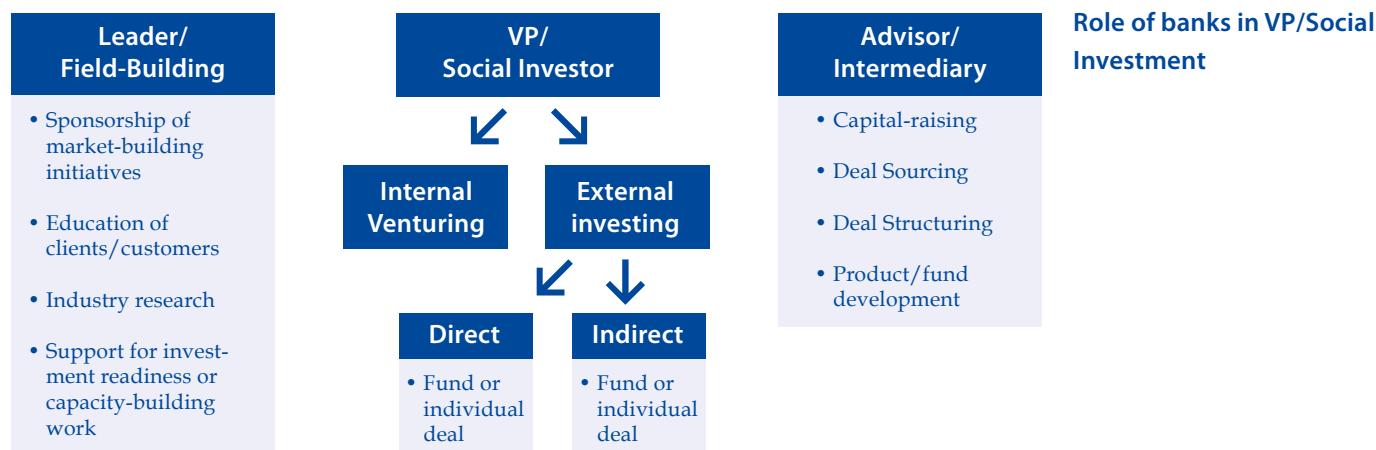 Leader/
Field-Building
• Sponsorship of
market-building
initiatives
• Education of
clients/customers
• Industry research
• Support for invest-
ment readiness or
capacity-building
work
VP/
Social Investor
Internal
Venturing
External
investing
Direct
• Fund or
individual
deal
Indirect
• Fund or
individual
deal
Advisor/
Intermediary
• Capital-raising
• Deal Sourcing
• Deal Structuring
• Product/fund
development
Role of banks in VP/Social
Investment